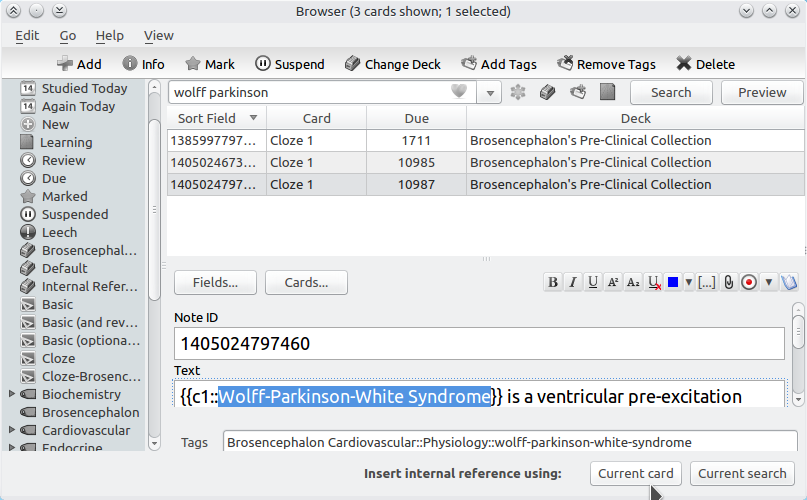 Browser (3 cards shown; 1 selected)
Edit Go Help View
Add Info Mark Suspend Change Deck Add Tags Remove Tags Delete
Studied Today
Again Today
New
Learning
Review
Due
Marked
Suspended
Leech
Brosencephal...
Default
Internal Refer...
Basic
Basic (and rev...
Basic (optiona...
Cloze
Cloze-Brosenc...
Biochemistry
Brosencephalon
Cardiovascular
Endocrine
wolff parkinson Search Preview
Sort Field Card Due Deck
1385997797... Cloze 1 1711 Brosencephalon's Pre-Clinical Collection
1405024673... Cloze 1 10985 Brosencephalon's Pre-Clinical Collection
1405024797... Cloze 1 10987 Brosencephalon's Pre-Clinical Collection
Fields... Cards... B I U A² A₂ U [...]
Note ID
1405024797460
Text
{{c1::Wolff-Parkinson-White Syndrome}} is a ventricular pre-excitation
Tags Brosencephalon Cardiovascular::Physiology::wolff-parkinson-white-syndrome
Insert internal reference using: Current card Current search